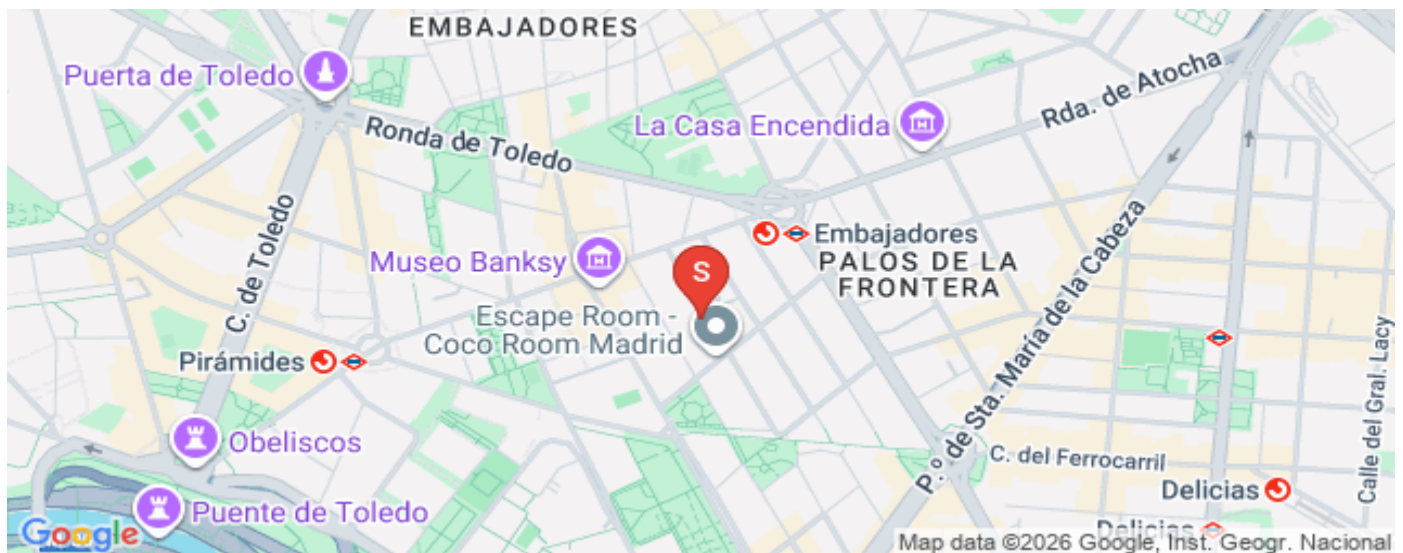 EMBAJADORES
Puerta de Toledo
Rda. de Atocha
La Casa Encendida
Ronda de Toledo
C. de Toledo
Embajadores
Museo Banksy
PALOS DE LA
FRONTERA
P.º de Sta. María de la Cabeza
S
Escape Room -
Coco Room Madrid
Pirámides
Calle del Gral. Lacy
Obeliscos
C. del Ferrocarril
Delicias
Puente de Toledo
Delicias
Google
Map data ©2026 Google, Inst. Geogr. Nacional